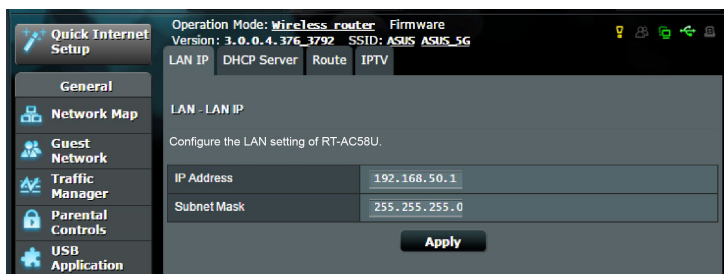 Quick Internet
Setup
Operation Mode: Wireless router Firmware
Version: 3.0.0.4.376_3792 SSID: ASUS ASUS_5G
LAN IP DHCP Server Route IPTV
General
Network Map
Guest
Network
Traffic
Manager
Parental
Controls
USB
Application
LAN - LAN IP
Configure the LAN setting of RT-AC58U.
IP Address 192.168.50.1
Subnet Mask 255.255.255.0
Apply